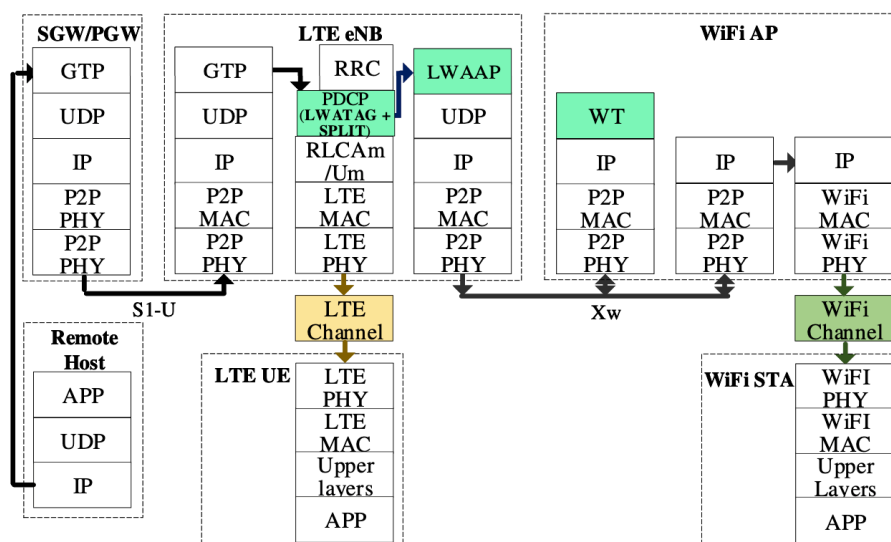 SGW/PGW
GTP
UDP
IP
P2P
PHY
P2P
PHY
S1-U
Remote
Host
APP
UDP
IP
LTE eNB
GTP
UDP
IP
P2P
MAC
P2P
PHY
RRC
PDCP
(LWATAG +
SPLIT)
RLCAm
/Um
LTE
MAC
LTE
PHY
LWAAP
UDP
IP
P2P
MAC
P2P
PHY
LTE
Channel
LTE UE
LTE
PHY
LTE
MAC
Upper
layers
APP
WiFi AP
WT
IP
P2P
MAC
P2P
PHY
IP
P2P
MAC
P2P
PHY
IP
WiFi
MAC
WiFi
PHY
Xw
WiFi
Channel
WiFi STA
WiFI
PHY
WiFI
MAC
Upper
Layers
APP